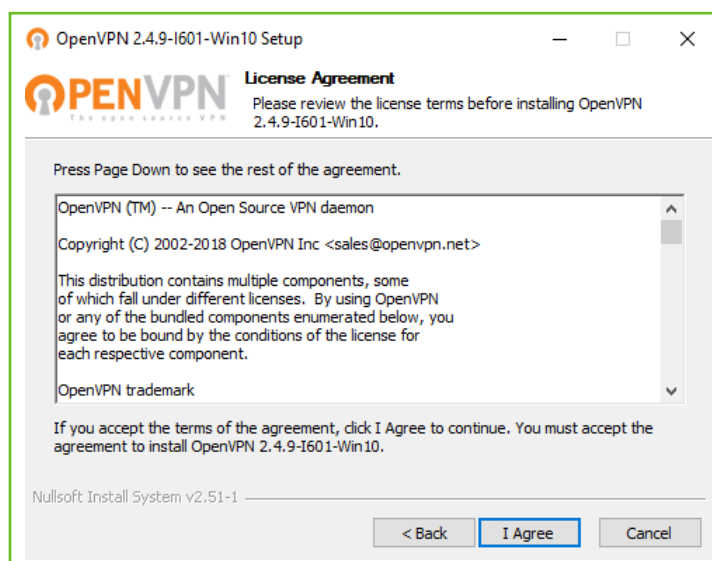 OpenVPN 2.4.9-I601-Win10 Setup
OPENVPN
The open source VPN
License Agreement
Please review the license terms before installing OpenVPN
2.4.9-I601-Win10.
Press Page Down to see the rest of the agreement.
OpenVPN (TM) -- An Open Source VPN daemon
Copyright (C) 2002-2018 OpenVPN Inc <sales@openvpn.net>
This distribution contains multiple components, some
of which fall under different licenses.  By using OpenVPN
or any of the bundled components enumerated below, you
agree to be bound by the conditions of the license for
each respective component.
OpenVPN trademark
If you accept the terms of the agreement, click I Agree to continue. You must accept the
agreement to install OpenVPN 2.4.9-I601-Win10.
Nullsoft Install System v2.51-1
< Back I Agree Cancel